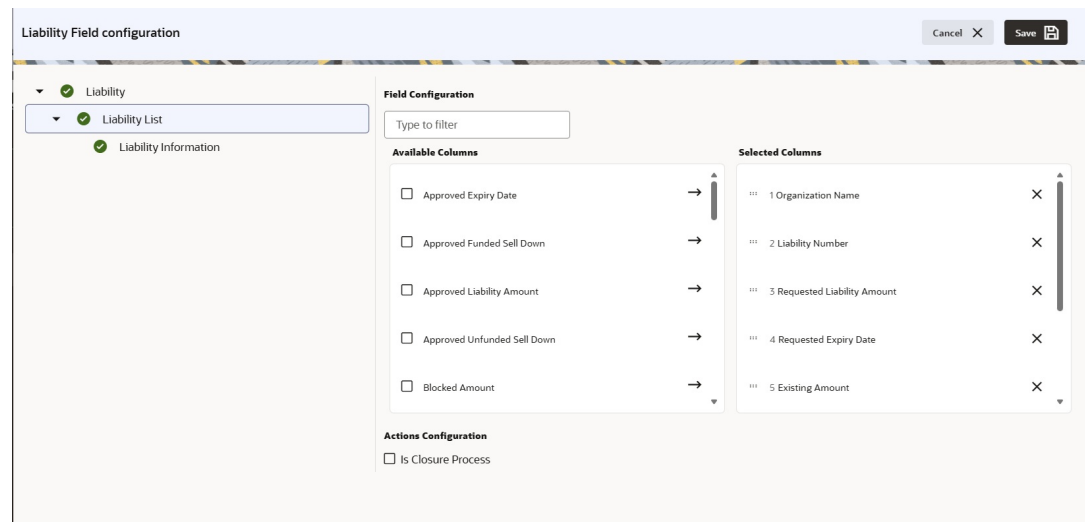 Liability Field configuration
Cancel
Save
Liability
Liability List
Liability Information
Field Configuration
Type to filter
Available Columns
Approved Expiry Date
Approved Funded Sell Down
Approved Liability Amount
Approved Unfunded Sell Down
Blocked Amount
Selected Columns
1 Organization Name
2 Liability Number
3 Requested Liability Amount
4 Requested Expiry Date
5 Existing Amount
Actions Configuration
Is Closure Process